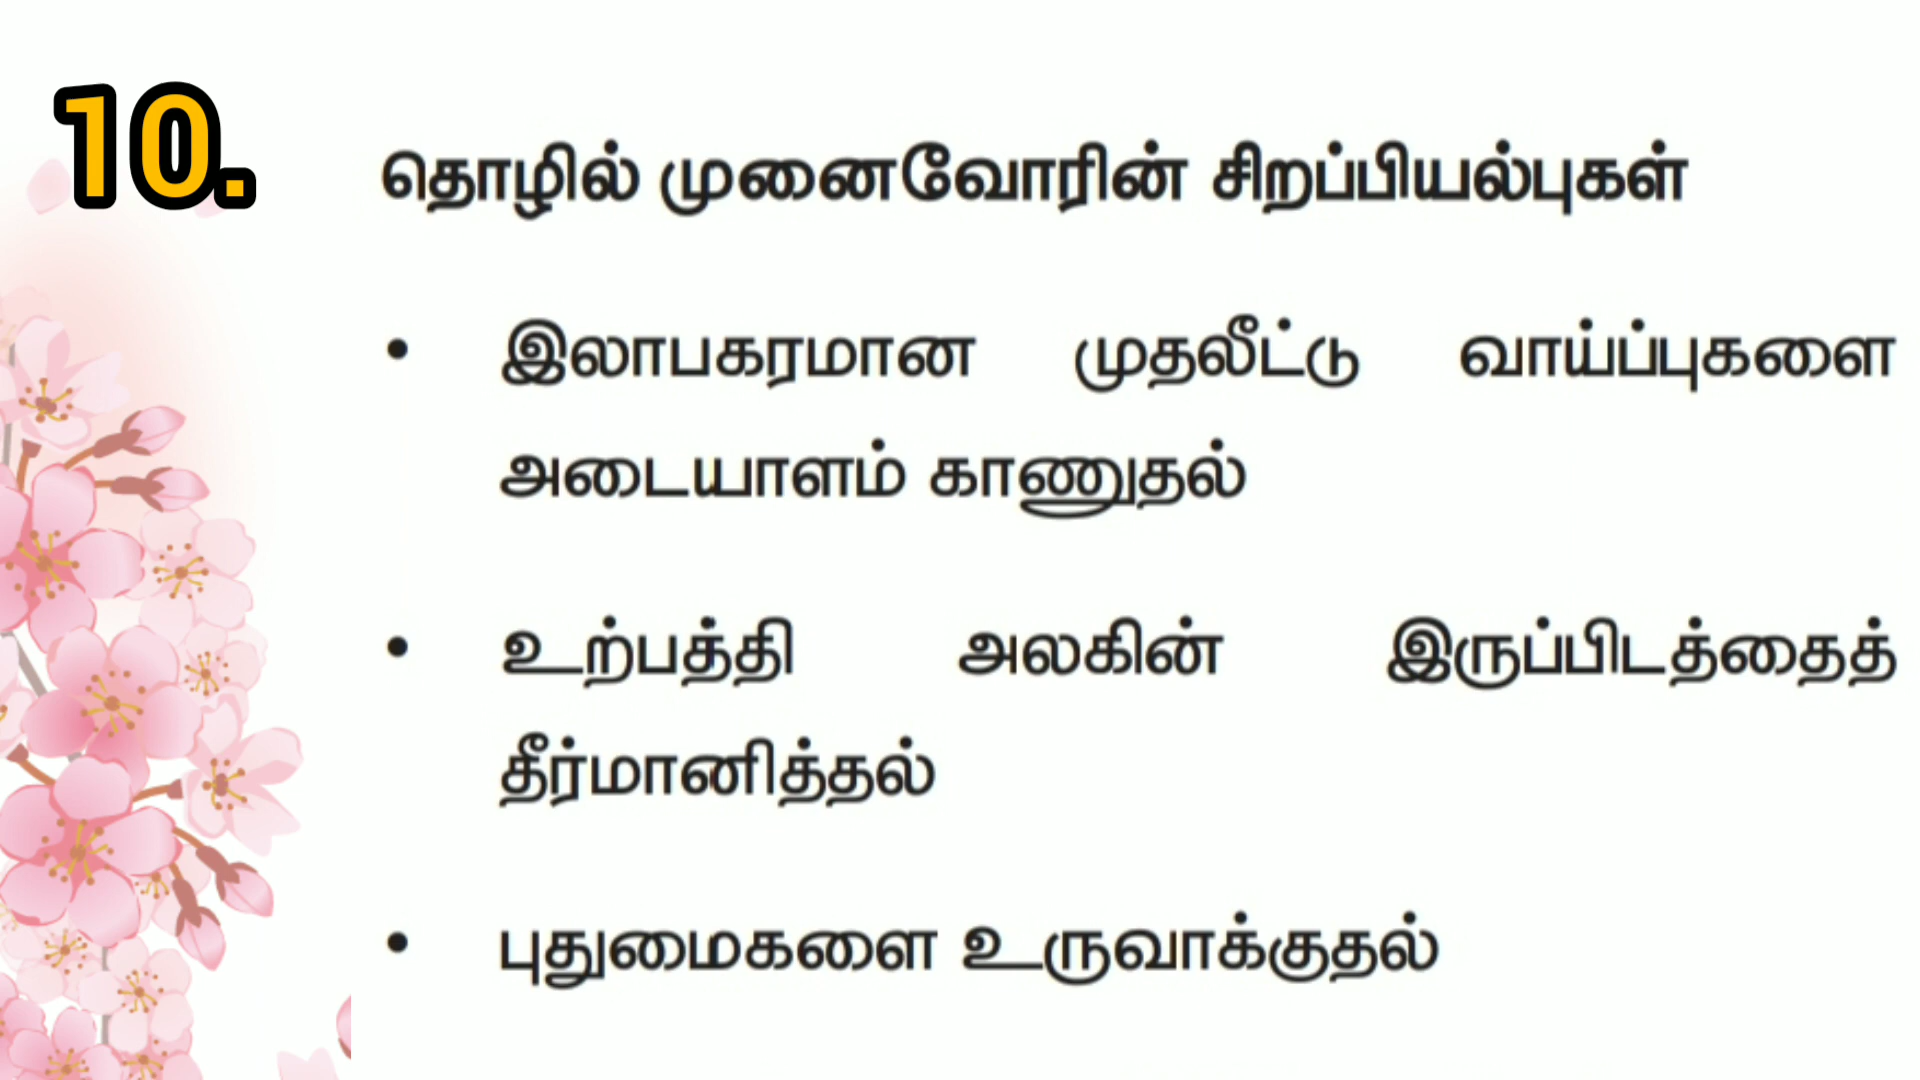 10.
தொழில் முனைவோரின் சிறப்பியல்புகள்
• இலாபகரமான முதலீட்டு வாய்ப்புகளை
அடையாளம் காணுதல்
• உற்பத்தி அலகின் இருப்பிடத்தைத்
தீர்மானித்தல்
• புதுமைகளை உருவாக்குதல்